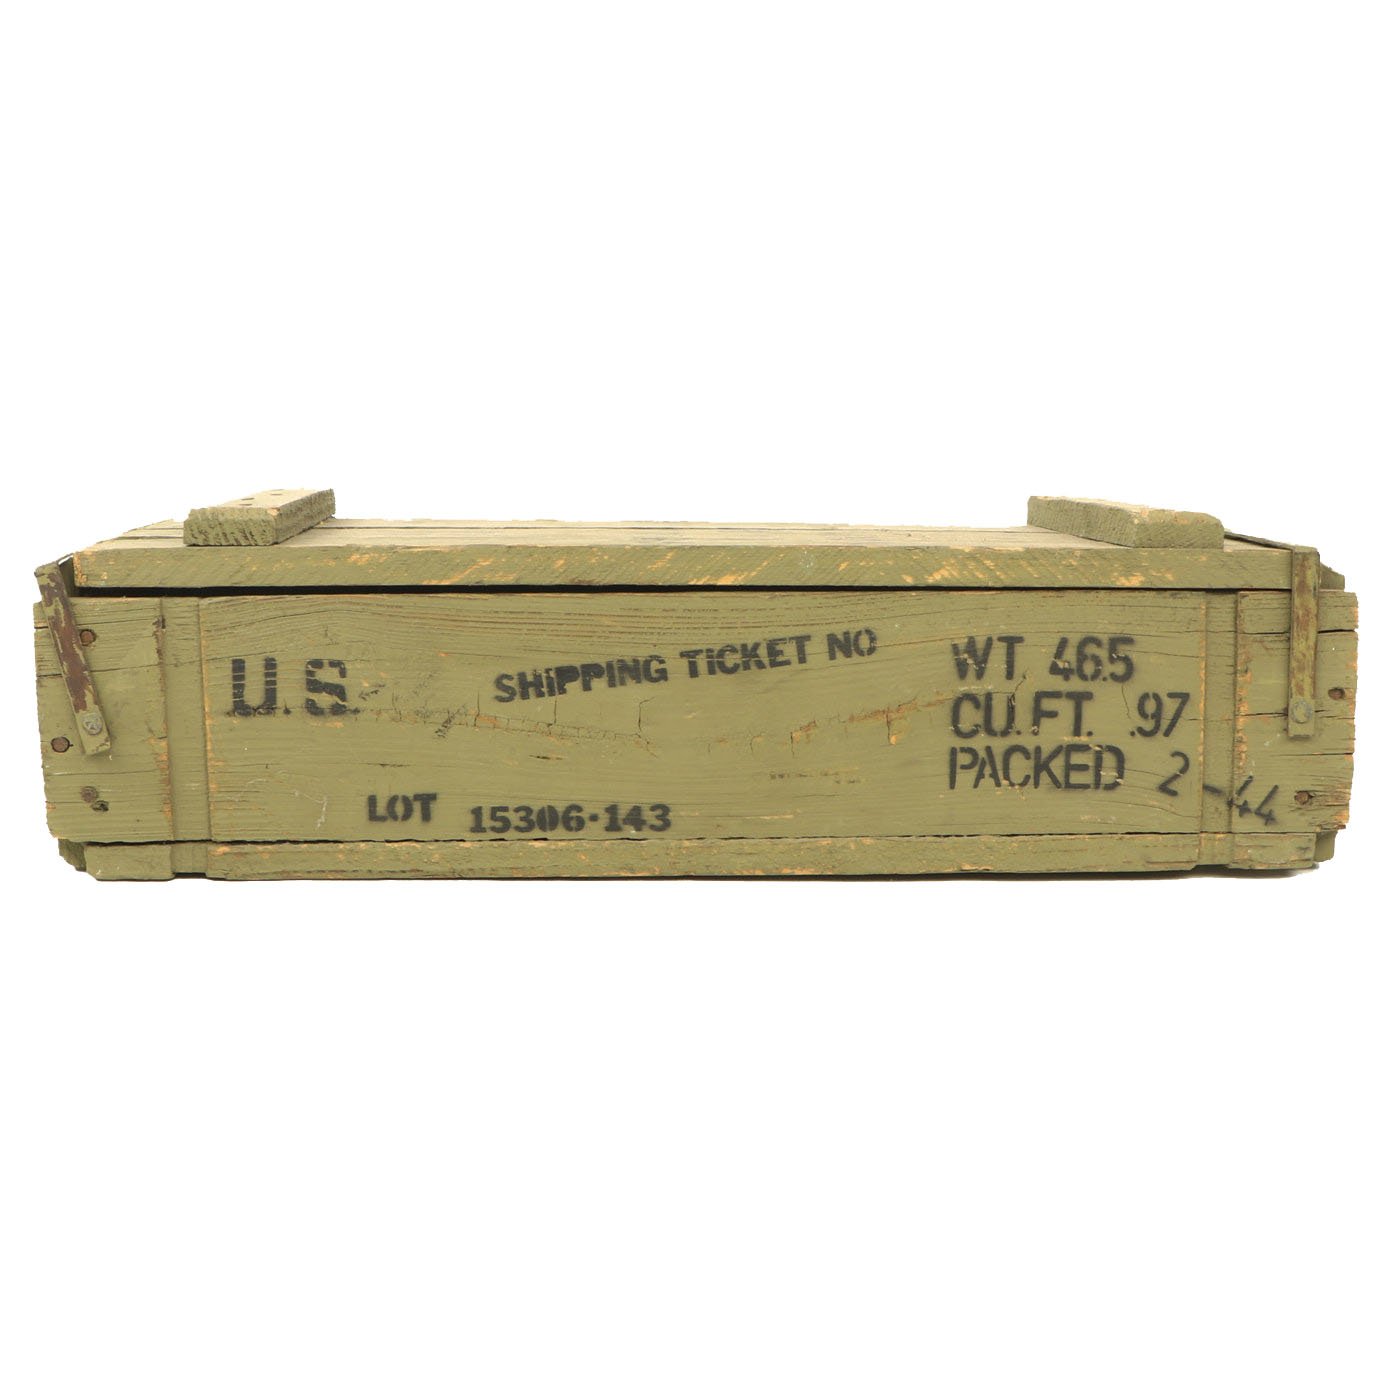 U.S. SHIPPING TICKET NO
WT. 46.5
CU.FT. .97
PACKED 2-44
LOT 15306-143